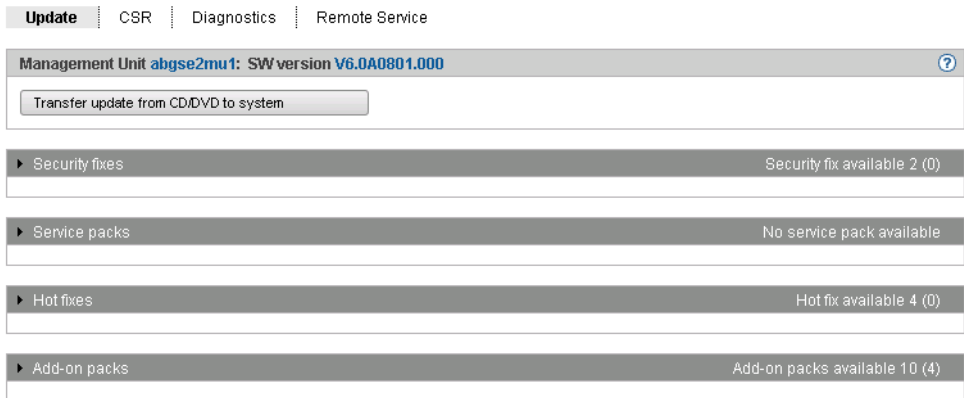 Update CSR Diagnostics Remote Service
Management Unit abgse2mu1: SW version V6.0A0801.000 ?
Transfer update from CD/DVD to system
Security fixes Security fix available 2 (0)
Service packs No service pack available
Hot fixes Hot fix available 4 (0)
Add-on packs Add-on packs available 10 (4)